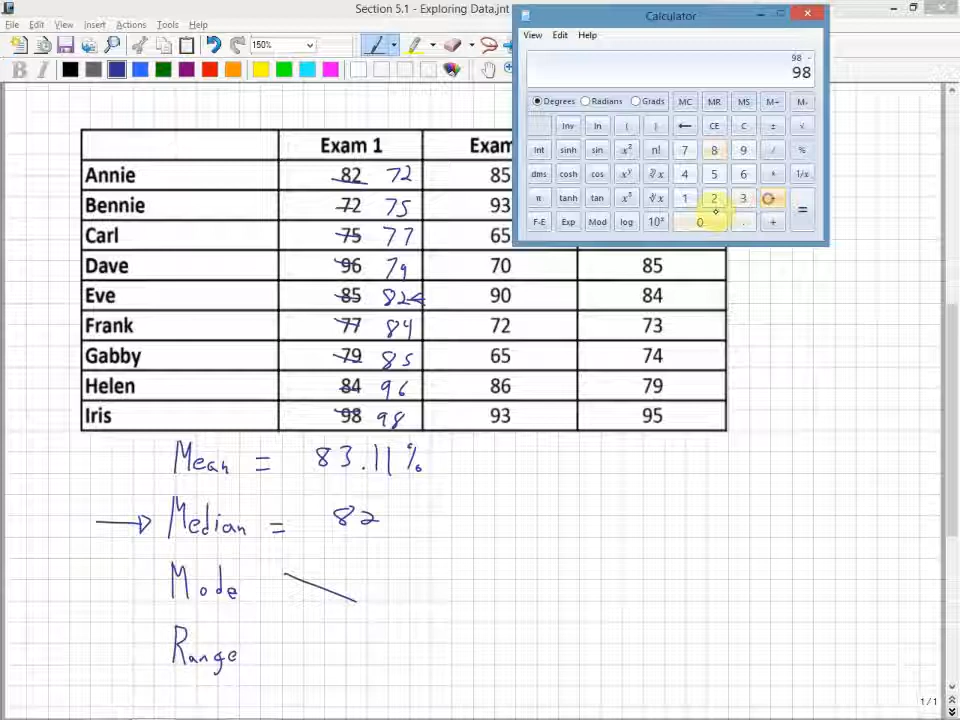 Section 5.1 - Exploring Data.jnt
Calculator
File Edit View Insert Actions Tools Help
View Edit Help
150%
98 -
98
B I
Degrees Radians Grads MC MR MS M+ M-
Inv ln ( ) ← CE C ± √
Int sinh sin x² n! 7 8 9 / %
dms cosh cos 4 5 6 * 1/x
π tanh tan x³ 1 2 3 =
F-E Exp Mod log 10ˣ 0 . +
Exam 1 Exam
Annie 82 72 85
Bennie 72 75 93
Carl 75 77 65
Dave 96 79 70 85
Eve 85 82 90 84
Frank 77 84 72 73
Gabby 79 85 65 74
Helen 84 96 86 79
Iris 98 98 93 95
Mean = 83.11%
Median = 82
Mode
Range
1/1